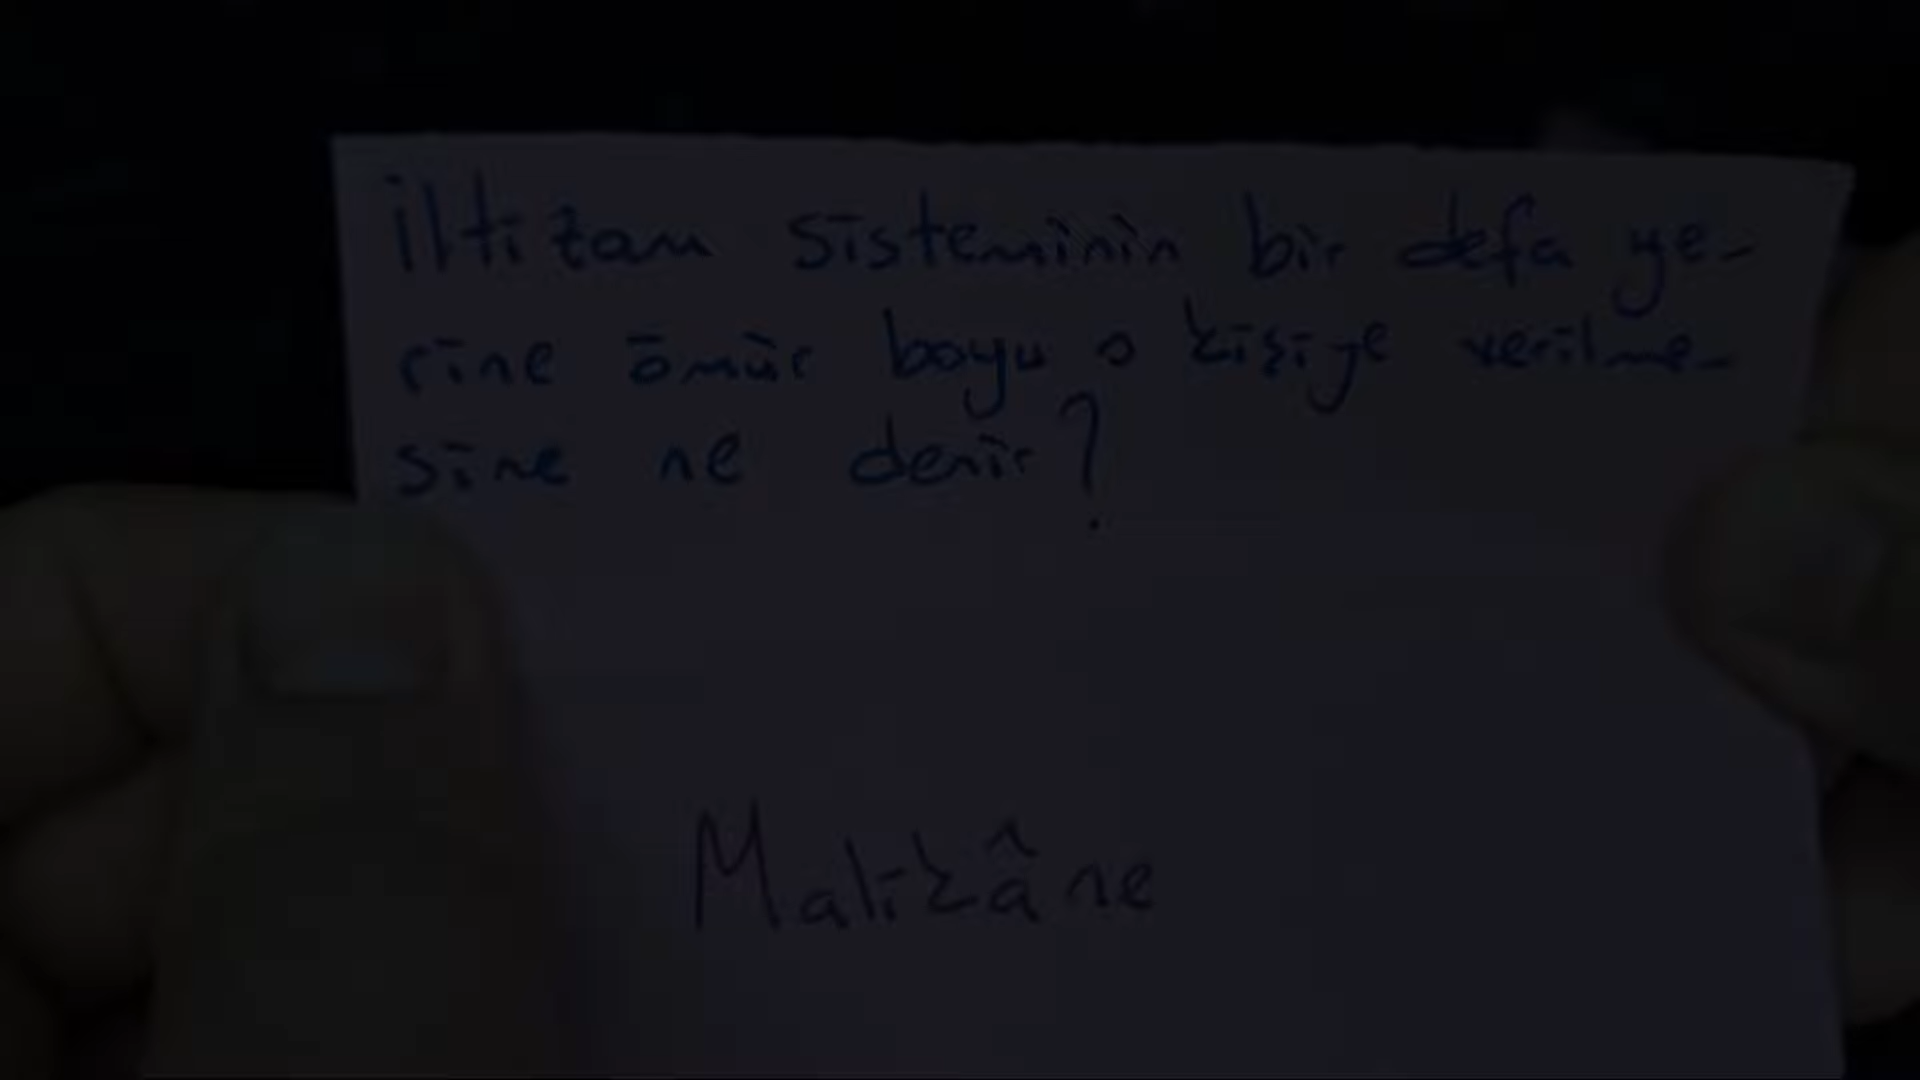 iltizam sisteminin bir defa ye-
rine ömür boyu o kişiye verilme-
sine ne denir?
Malikâne